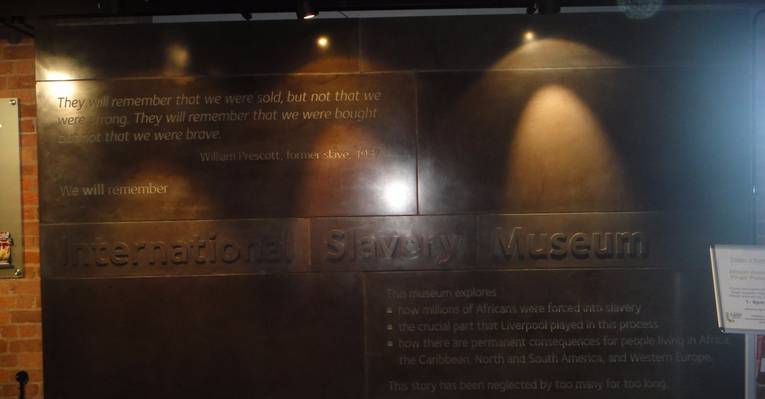 They will remember that we were sold, but not that we
were strong. They will remember that we were bought
but not that we were brave.
William Prescott, former slave, 1937
We will remember
International Slavery Museum
This museum explores
how millions of Africans were forced into slavery
the crucial part that Liverpool played in this process
how there are permanent consequences for people living in Africa,
the Caribbean, North and South America, and Western Europe.
This story has been neglected by too many for too long.